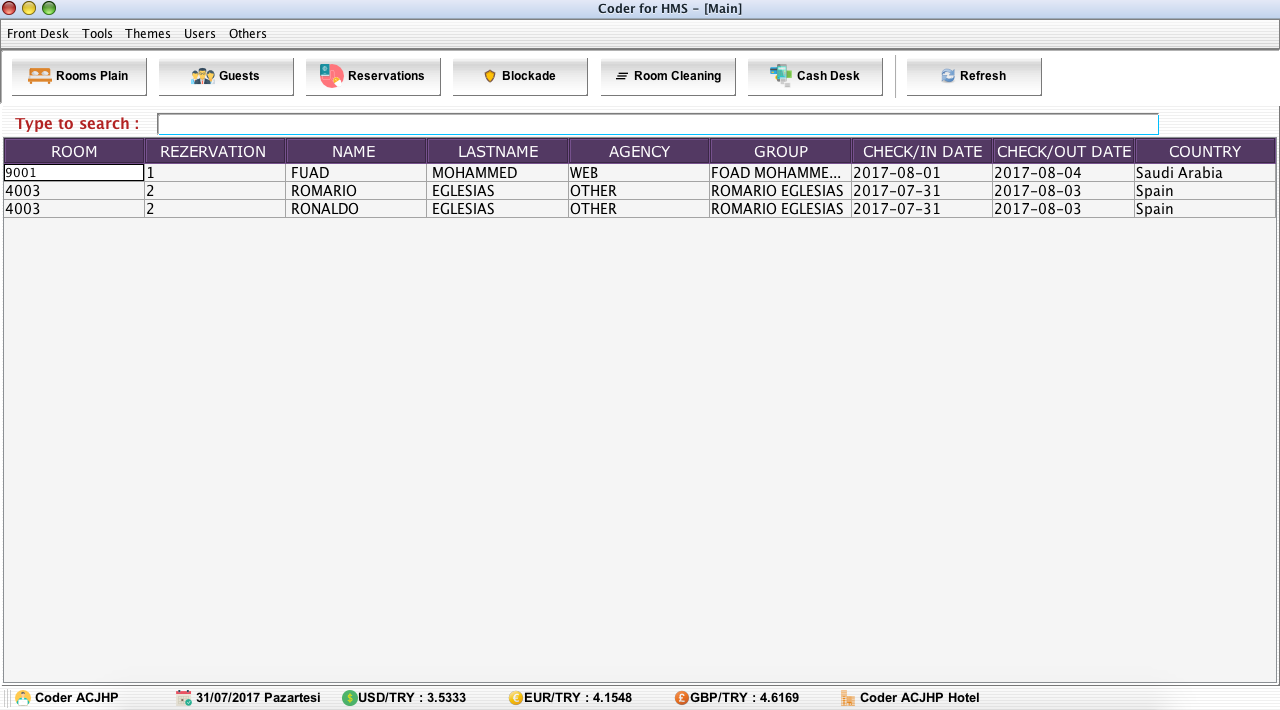 Coder for HMS - [Main]
Front Desk Tools Themes Users Others
Rooms Plain Guests Reservations Blockade Room Cleaning Cash Desk Refresh
Type to search :
ROOM REZERVATION NAME LASTNAME AGENCY GROUP CHECK/IN DATE CHECK/OUT DATE COUNTRY
9001 1 FUAD MOHAMMED WEB FOAD MOHAMME... 2017-08-01 2017-08-04 Saudi Arabia
4003 2 ROMARIO EGLESIAS OTHER ROMARIO EGLESIAS 2017-07-31 2017-08-03 Spain
4003 2 RONALDO EGLESIAS OTHER ROMARIO EGLESIAS 2017-07-31 2017-08-03 Spain
Coder ACJHP 31/07/2017 Pazartesi USD/TRY : 3.5333 EUR/TRY : 4.1548 GBP/TRY : 4.6169 Coder ACJHP Hotel